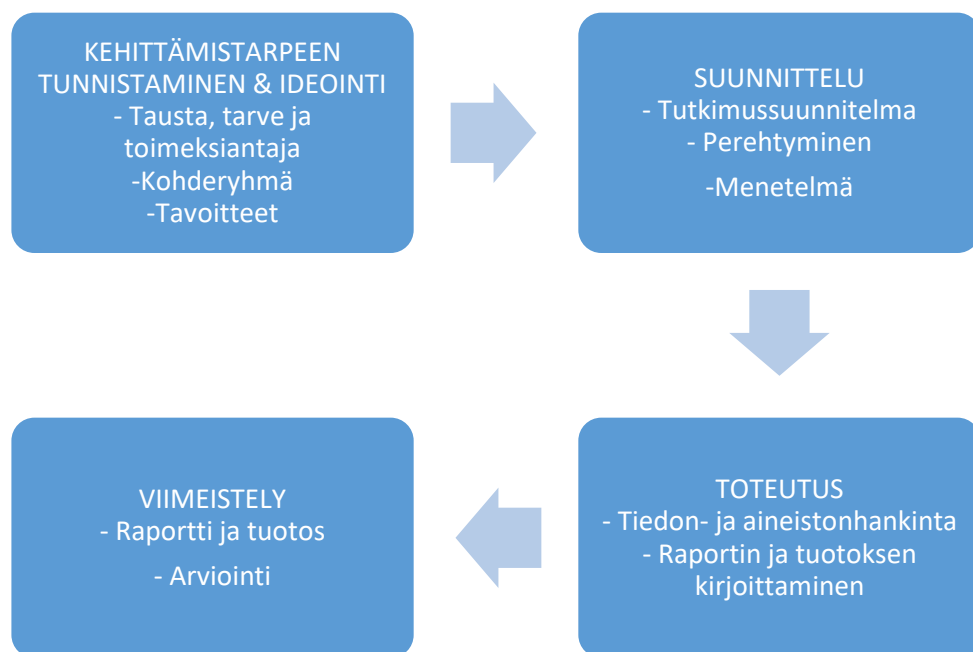 KEHITTÄMISTARPEEN
TUNNISTAMINEN & IDEOINTI
- Tausta, tarve ja
toimeksiantaja
-Kohderyhmä
-Tavoitteet
SUUNNITTELU
- Tutkimussuunnitelma
- Perehtyminen
-Menetelmä
TOTEUTUS
- Tiedon- ja aineistonhankinta
- Raportin ja tuotoksen
kirjoittaminen
VIIMEISTELY
- Raportti ja tuotos
- Arviointi